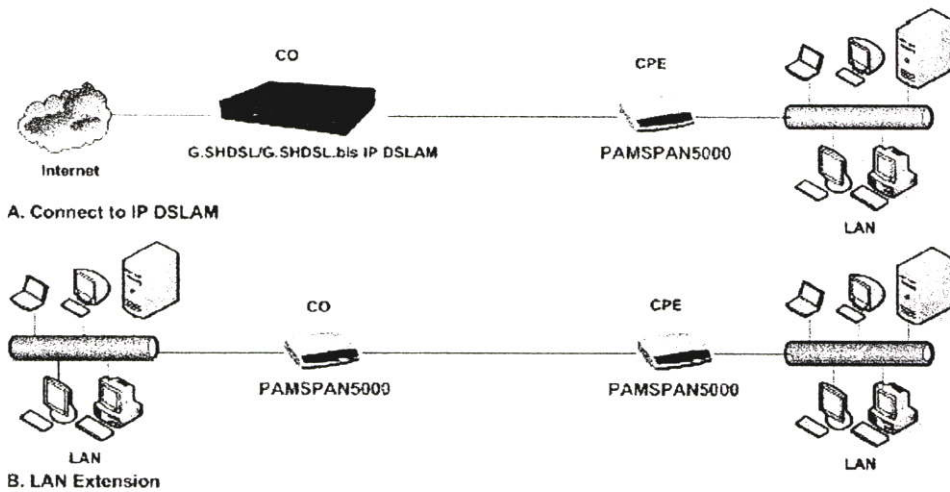 CO
CPE
Internet
G.SHDSL/G.SHDSL.bis IP DSLAM
PAMSPAN5000
LAN
A. Connect to IP DSLAM
CO
CPE
PAMSPAN5000
PAMSPAN5000
LAN
LAN
B. LAN Extension